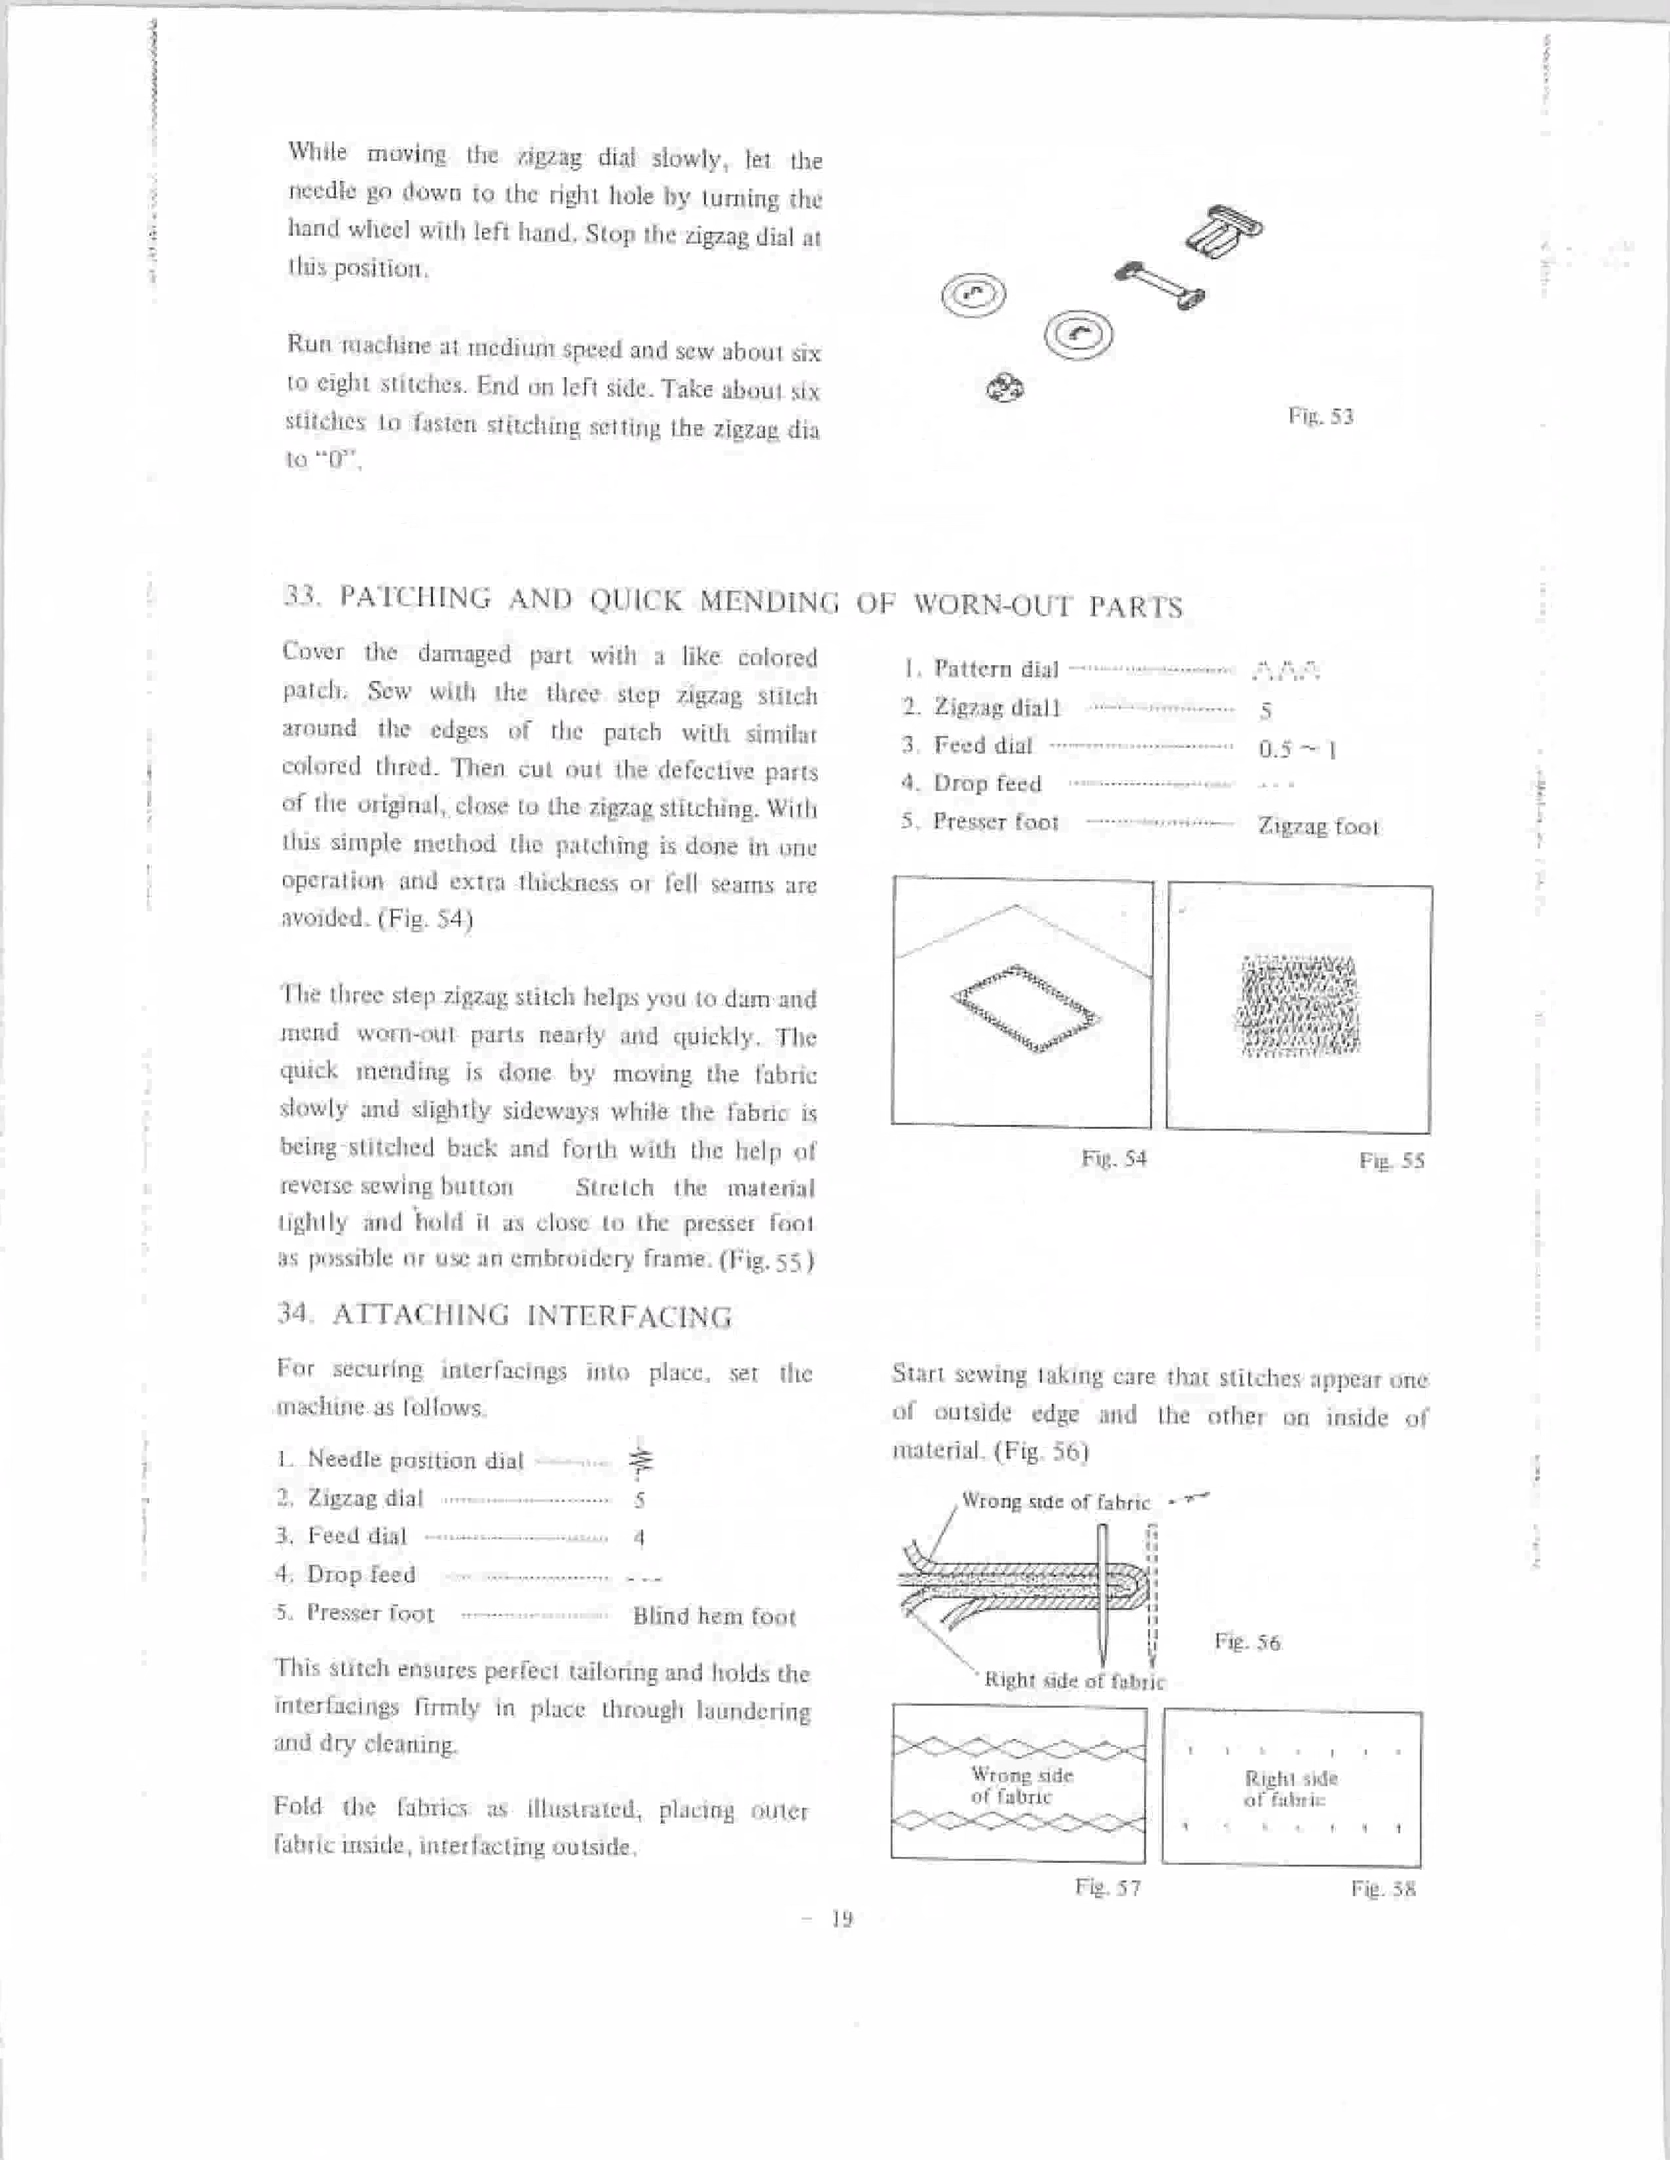 While moving the zigzag dial slowly, let the
needle go down to the right hole by turning the
hand wheel with left hand. Stop the zigzag dial at
this position.
Run machine at medium speed and sew about six
to eight stitches. End on left side. Take about six
stitches to fasten stitching setting the zigzag dia
to “0”.
Fig. 53
33. PATCHING AND QUICK MENDING OF WORN-OUT PARTS
Cover the damaged part with a like colored
patch. Sew with the three step zigzag stitch
around the edges of the patch with similar
colored thred. Then cut out the defective parts
of the original, close to the zigzag stitching. With
this simple method the patching is done in one
operation and extra thickness or fell seams are
avoided. (Fig. 54)
The three step zigzag stitch helps you to dam and
mend worn-out parts nearly and quickly. The
quick mending is done by moving the fabric
slowly and slightly sideways while the fabric is
being stitched back and forth with the help of
reverse sewing button Stretch the material
tightly and hold it as close to the presser foot
as possible or use an embroidery frame. (Fig. 55)
1. Pattern dial
2. Zigzag diall 5
3. Feed dial 0.5 ~ 1
4. Drop feed - - -
5. Presser foot Zigzag foot
Fig. 54
Fig. 55
34. ATTACHING INTERFACING
For securing interfacings into place, set the
machine as follows.
1. Needle position dial
2. Zigzag dial 5
3. Feed dial 4
4. Drop feed - - -
5. Presser foot Blind hem foot
This stitch ensures perfect tailoring and holds the
interfacings firmly in place through laundering
and dry cleaning.
Fold the fabrics as illustrated, placing outer
fabric inside, interfacting outside.
Start sewing taking care that stitches appear one
of outside edge and the other on inside of
material. (Fig. 56)
Wrong side of fabric
Fig. 56
Right side of fabric
Wrong side
of fabric
Right side
of fabric
Fig. 57
Fig. 58
- 19